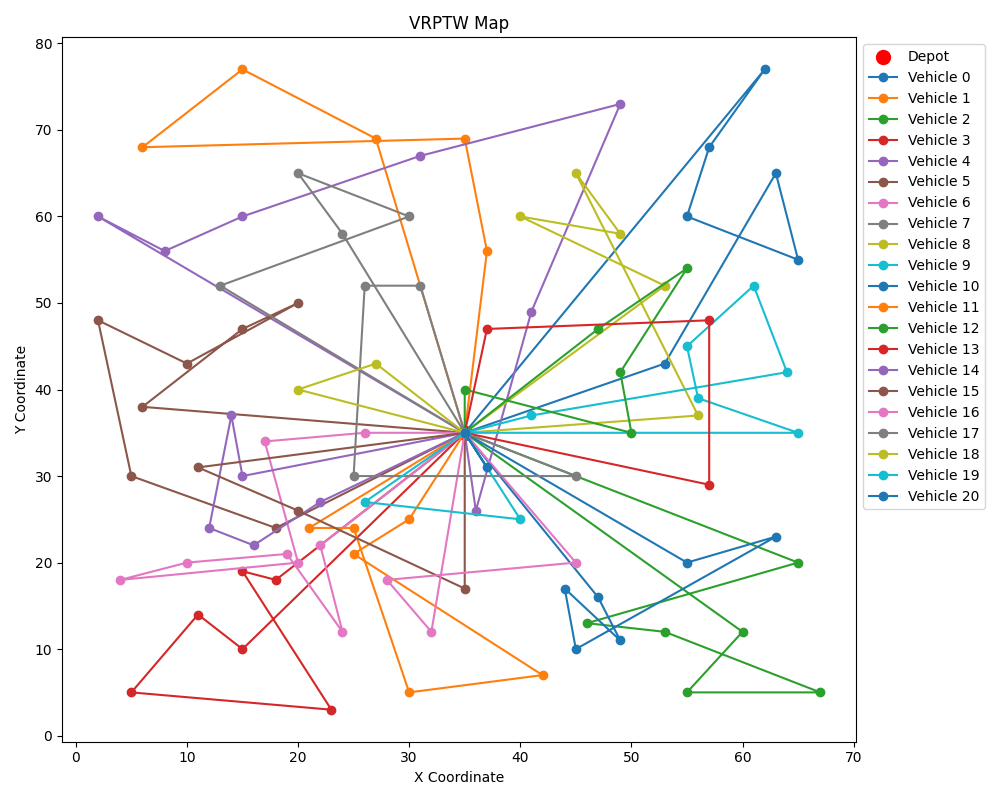 VRPTW Map
80
70
60
50
40
30
20
10
0
Y Coordinate
0 10 20 30 40 50 60 70
X Coordinate
Depot
Vehicle 0
Vehicle 1
Vehicle 2
Vehicle 3
Vehicle 4
Vehicle 5
Vehicle 6
Vehicle 7
Vehicle 8
Vehicle 9
Vehicle 10
Vehicle 11
Vehicle 12
Vehicle 13
Vehicle 14
Vehicle 15
Vehicle 16
Vehicle 17
Vehicle 18
Vehicle 19
Vehicle 20